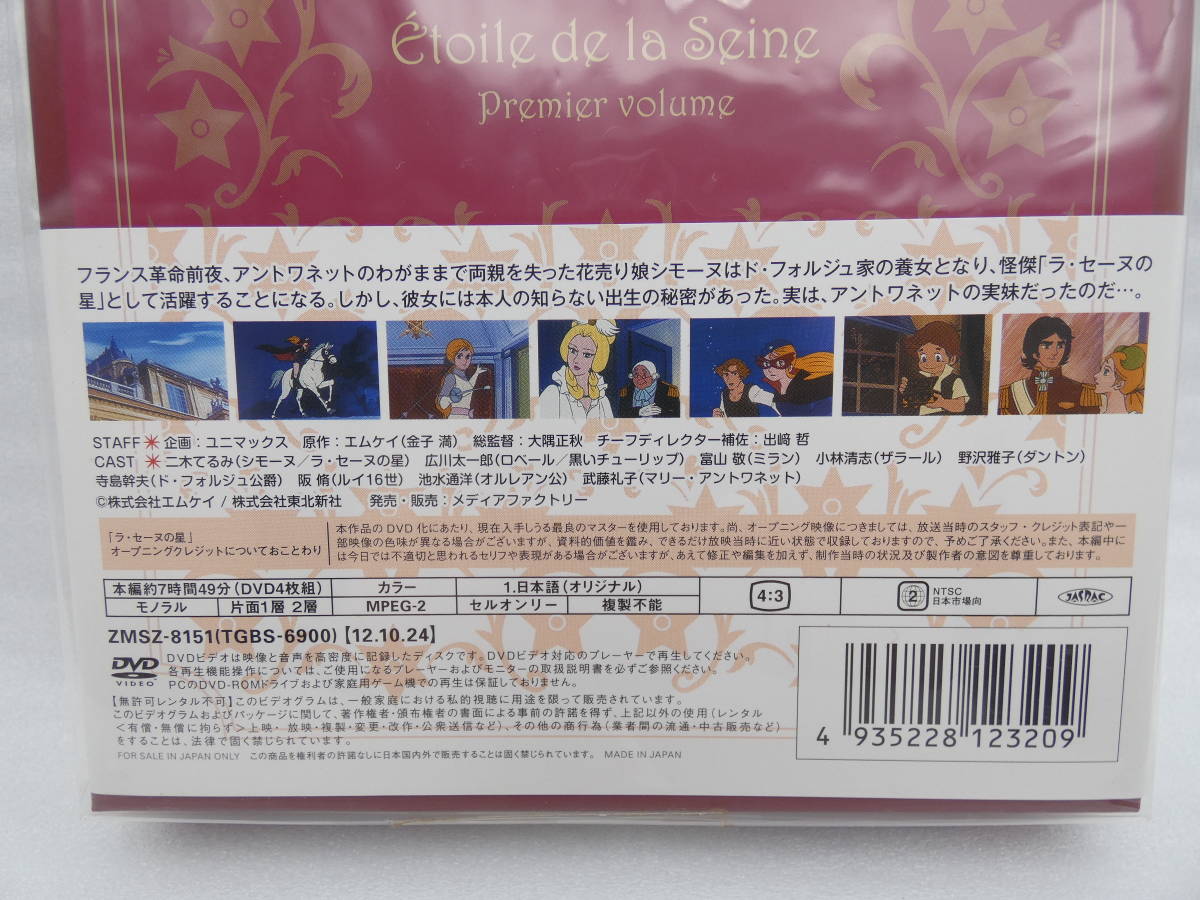 Étoile de la Seine
Premier volume
フランス革命前夜、アントワネットのわがままで両親を失った花売り娘シモーヌはド・フォルジュ家の養女となり、怪傑「ラ・セーヌの
星」として活躍することになる。しかし、彼女には本人の知らない出生の秘密があった。実は、アントワネットの実妹だったのだ…。
STAFF ✴ 企画：ユニマックス 原作：エムケイ（金子 満） 総監督：大隅正秋 チーフディレクター補佐：出﨑 哲
CAST ✴ 二木てるみ（シモーヌ／ラ・セーヌの星） 広川太一郎（ロベール／黒いチューリップ） 富山 敬（ミラン） 小林清志（ザラール） 野沢雅子（ダントン）
寺島幹夫（ド・フォルジュ公爵） 阪 脩（ルイ16世） 池水通洋（オルレアン公） 武藤礼子（マリー・アントワネット）
©株式会社エムケイ / 株式会社東北新社 発売・販売：メディアファクトリー
「ラ・セーヌの星」
オープニングクレジットについておことわり
本作品のDVD化にあたり、現在入手しうる最良のマスターを使用しております。尚、オープニング映像につきましては、放送当時のスタッフ・クレジット表記や一
部映像の色味が異なる場合がございますが、資料的価値を鑑み、できるだけ放映当時に近い状態で収録しておりますので、予めご了承ください。また、本編中に
は今日では不適切と思われるセリフや表現がある場合がございますが、あえて修正や編集を加えず、制作当時の状況及び製作者の意図を尊重しております。
本編約7時間49分（DVD4枚組） カラー 1.日本語（オリジナル）
モノラル 片面1層 2層 MPEG-2 セルオンリー 複製不能
4:3
2 NTSC
日本市場向
JASRAC
ZMSZ-8151(TGBS-6900)【12.10.24】
DVD
VIDEO
DVDビデオは映像と音声を高密度に記録したディスクです。DVDビデオ対応のプレーヤーで再生してください。
各再生機能操作については、ご使用になるプレーヤーおよびモニターの取扱説明書を必ずご参照ください。
PCのDVD-ROMドライブおよび家庭用ゲーム機での再生は保証しておりません。
【無許可レンタル不可】このビデオグラムは、一般家庭における私的視聴に用途を限って販売されています。
このビデオグラムおよびパッケージに関して、著作権者・頒布権者の書面による事前の許諾を得ず、上記以外の使用（レンタル
＜有償・無償に拘らず＞上映・放映・複製・変更・改作・公衆送信など）、その他の商行為（業者間の流通・中古販売など）
をすることは、法律で固く禁じられています。
FOR SALE IN JAPAN ONLY この商品を権利者の許諾なしに日本国内外で販売することは固く禁じられています。 MADE IN JAPAN
4 935228 123209